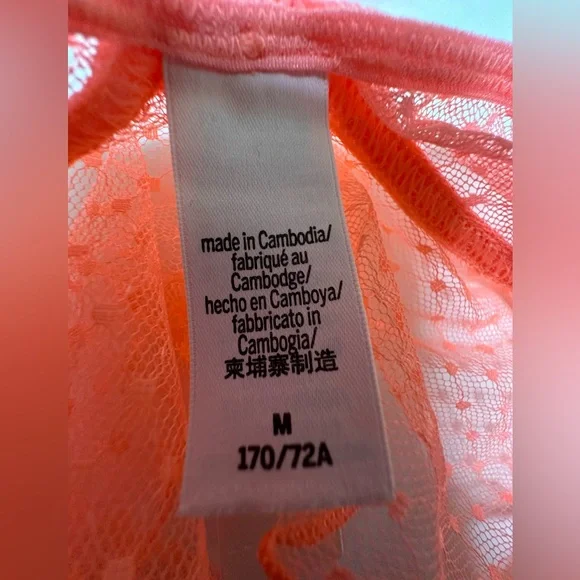 made in Cambodia/
fabriqué au
Cambodge/
hecho en Camboya/
fabbricato in
Cambogia/
柬埔寨制造
M
170/72A